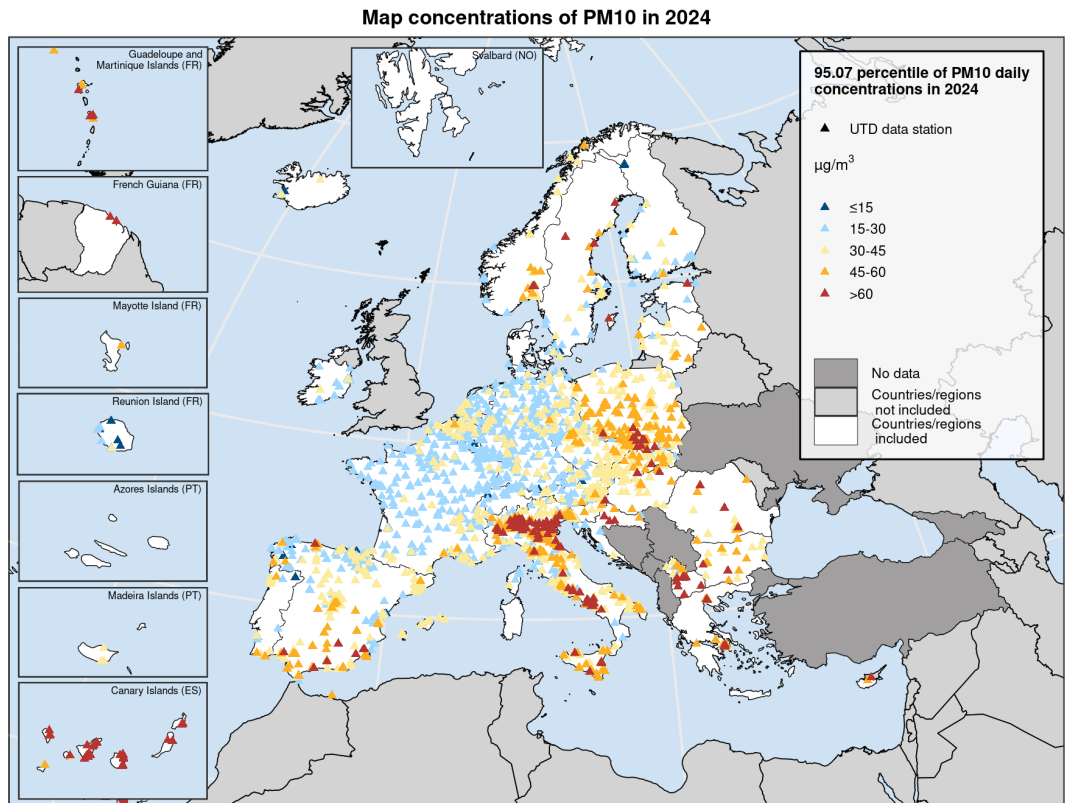 Map concentrations of PM10 in 2024
Guadeloupe and
Martinique Islands (FR)
Svalbard (NO)
French Guiana (FR)
Mayotte Island (FR)
Reunion Island (FR)
Azores Islands (PT)
Madeira Islands (PT)
Canary Islands (ES)
95.07 percentile of PM10 daily
concentrations in 2024
UTD data station
µg/m³
≤15
15-30
30-45
45-60
>60
No data
Countries/regions
not included
Countries/regions
included